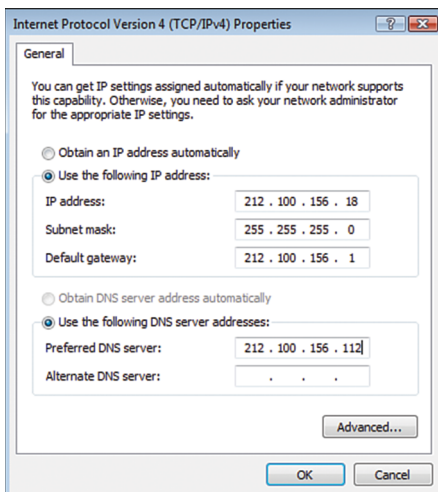 Internet Protocol Version 4 (TCP/IPv4) Properties
General
You can get IP settings assigned automatically if your network supports
this capability. Otherwise, you need to ask your network administrator
for the appropriate IP settings.
Obtain an IP address automatically
Use the following IP address:
IP address: 212 . 100 . 156 . 18
Subnet mask: 255 . 255 . 255 . 0
Default gateway: 212 . 100 . 156 . 1
Obtain DNS server address automatically
Use the following DNS server addresses:
Preferred DNS server: 212 . 100 . 156 . 112
Alternate DNS server: . . .
Advanced...
OK Cancel